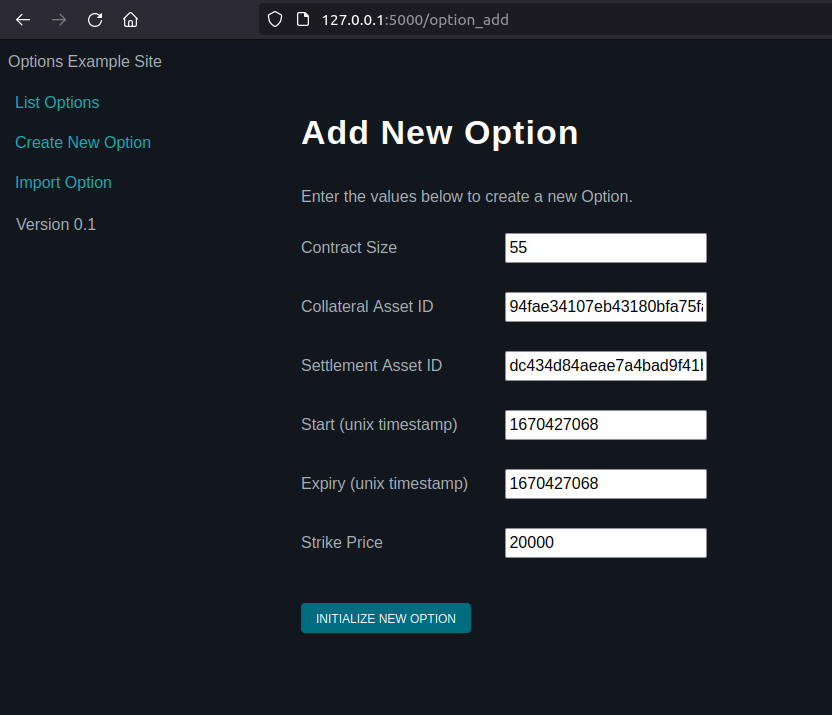 127.0.0.1:5000/option_add
Options Example Site
List Options
Create New Option
Import Option
Version 0.1
Add New Option
Enter the values below to create a new Option.
Contract Size 55
Collateral Asset ID 94fae34107eb43180bfa75f
Settlement Asset ID dc434d84aeae7a4bad9f41
Start (unix timestamp) 1670427068
Expiry (unix timestamp) 1670427068
Strike Price 20000
INITIALIZE NEW OPTION